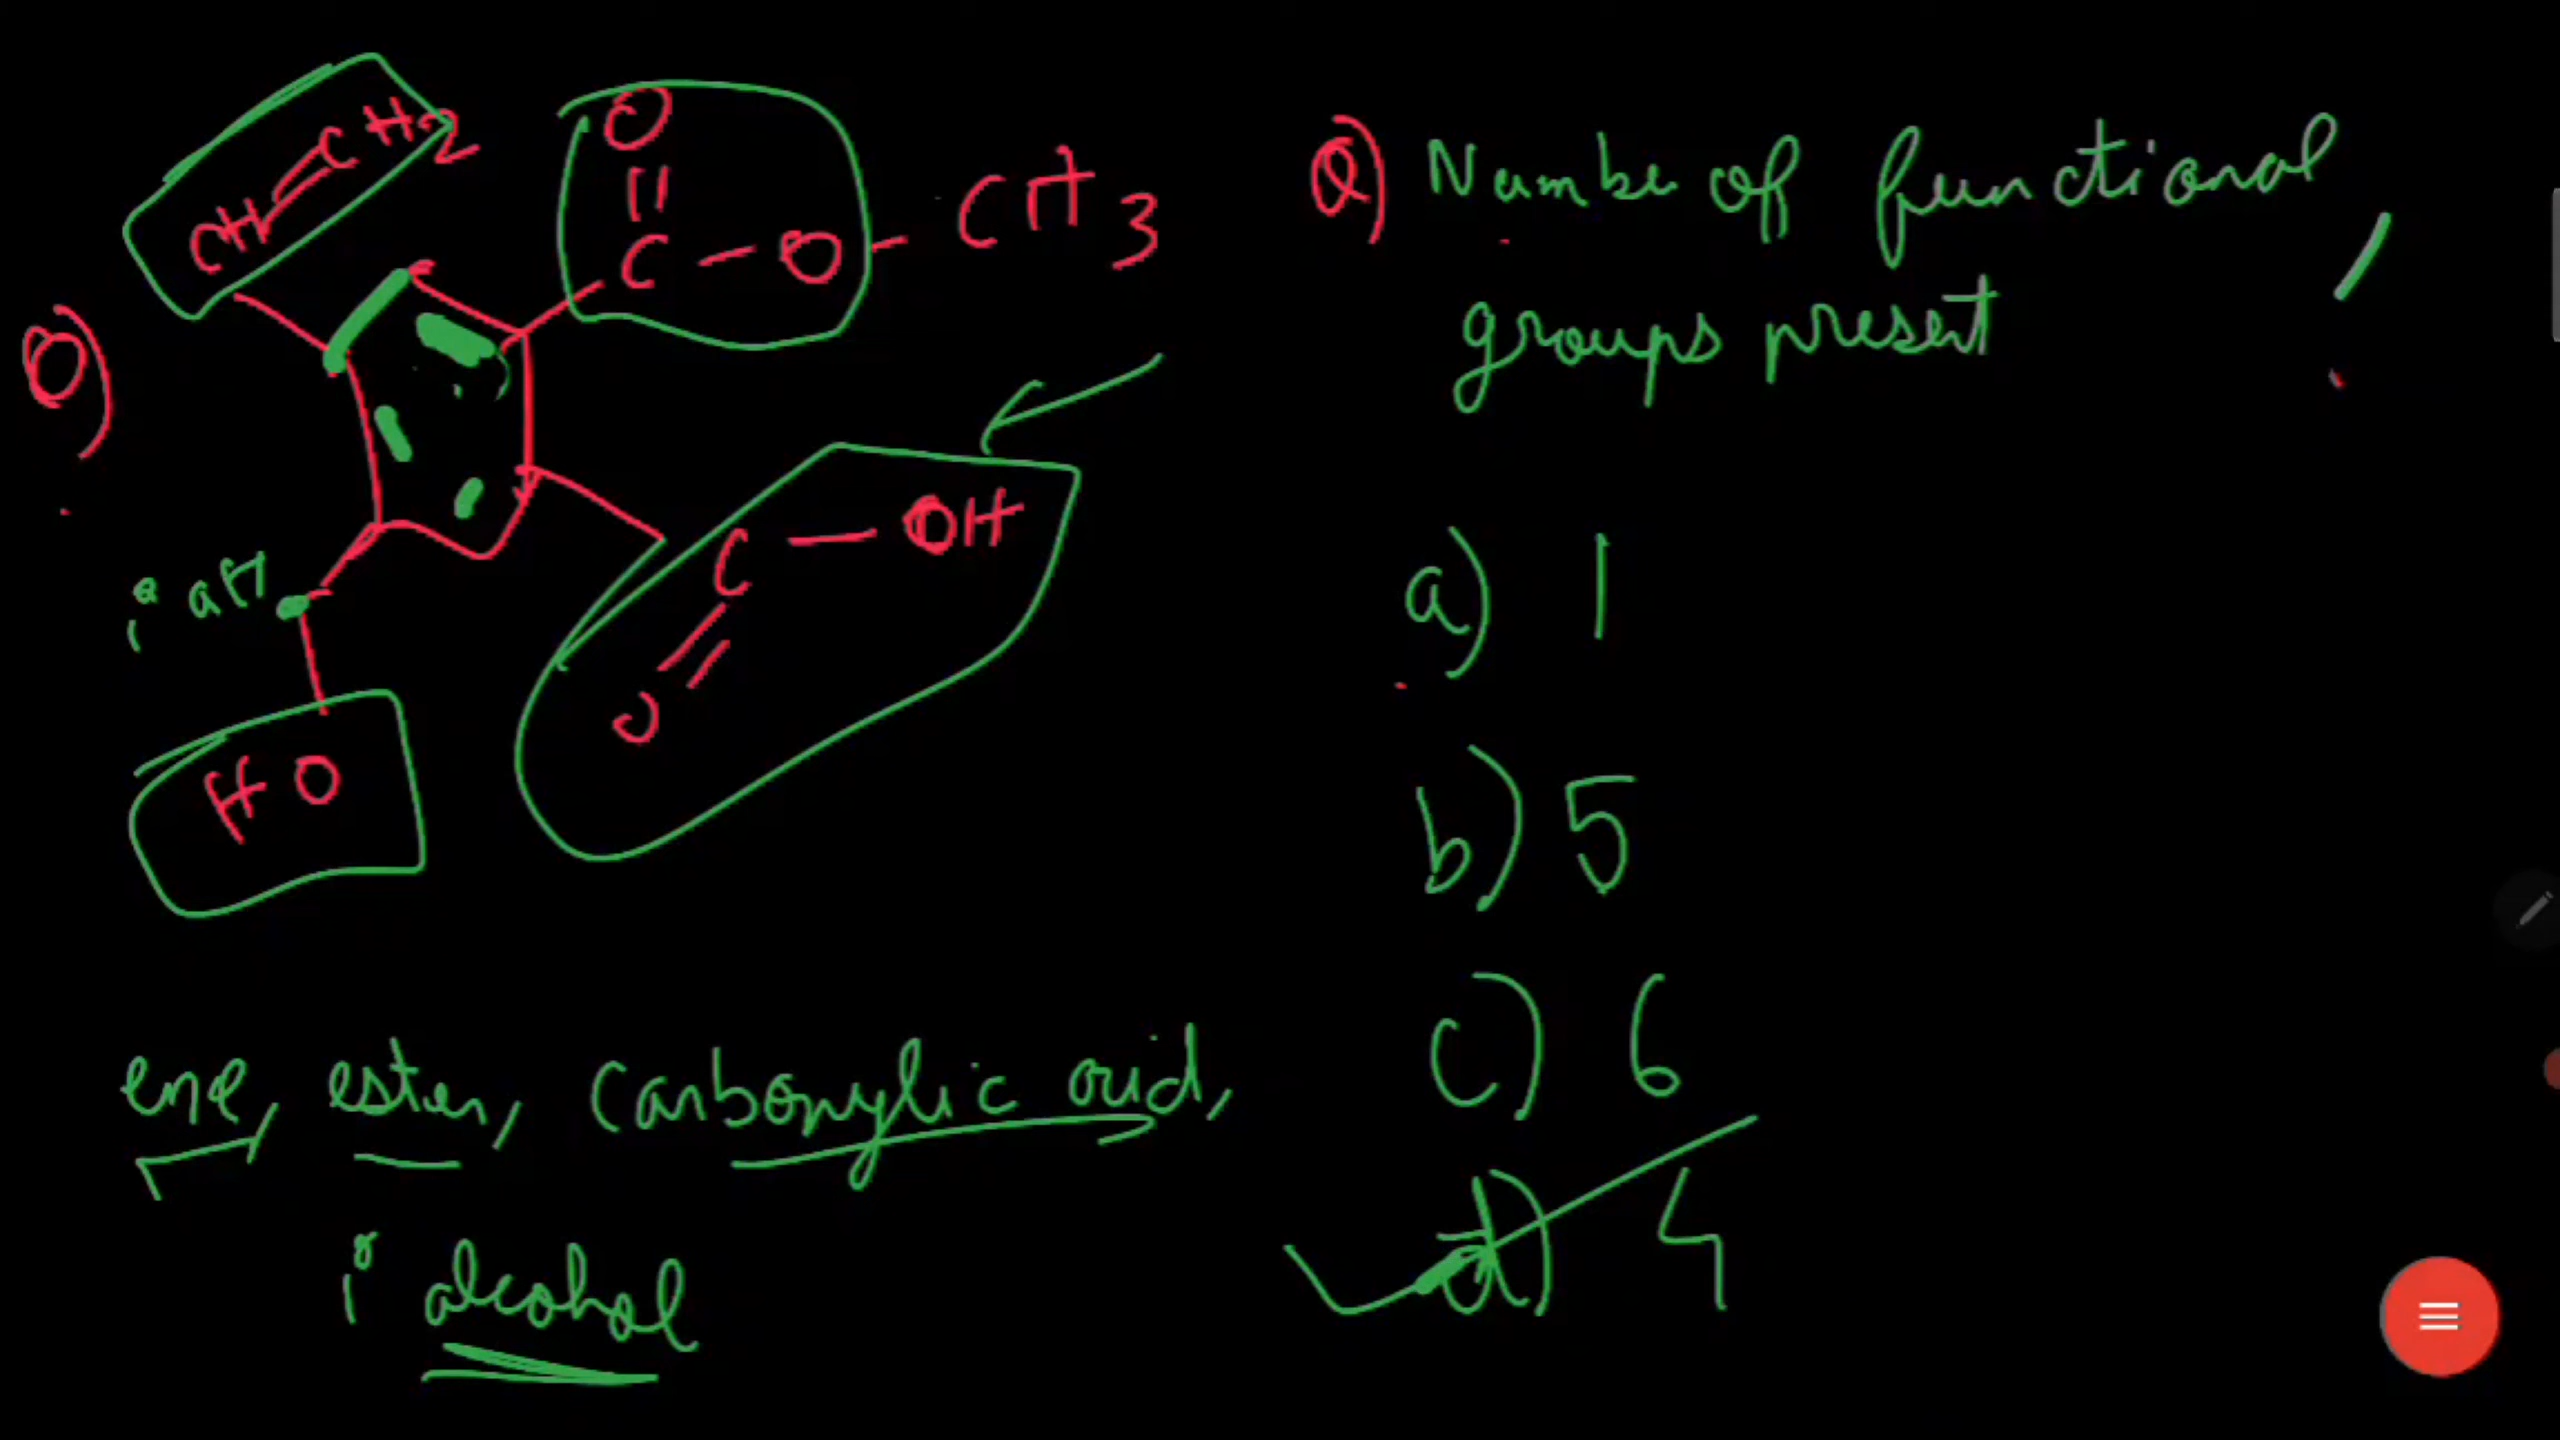 CH=CH2
O
||
C - O - CH3
Q) Number of functional
groups present
Q)
C - OH
O
1° alc
HO
a) 1
b) 5
c) 6
d) 4
ene, ester, Carboxylic acid,
1° alcohol